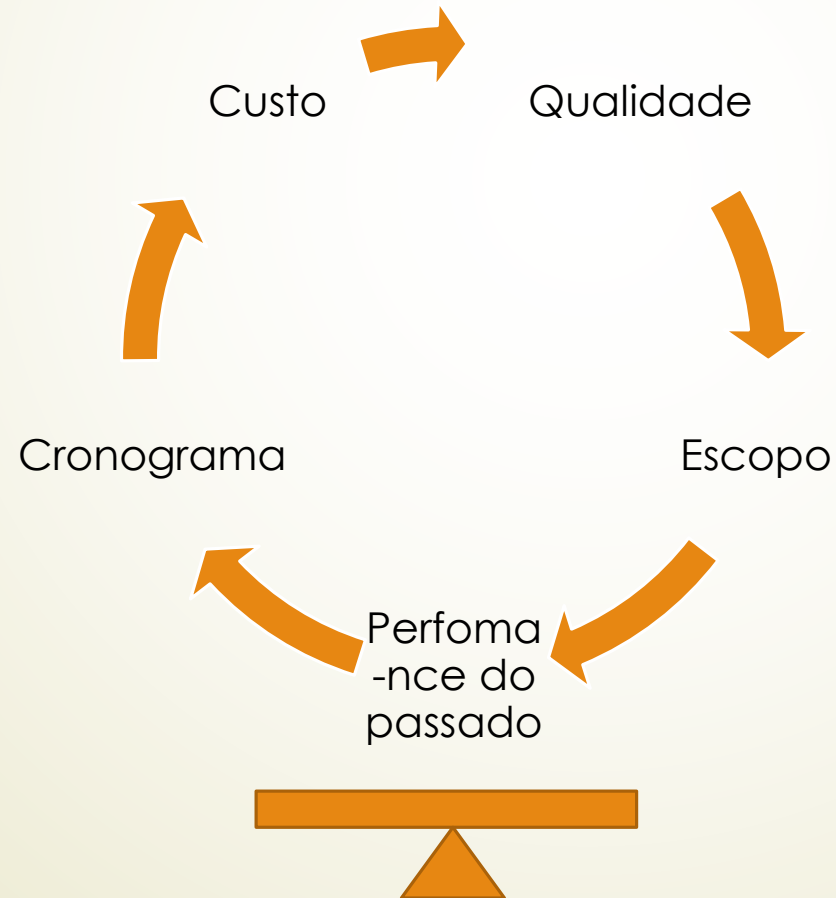 Custo
Qualidade
Cronograma
Escopo
Perfoma
-nce do
passado